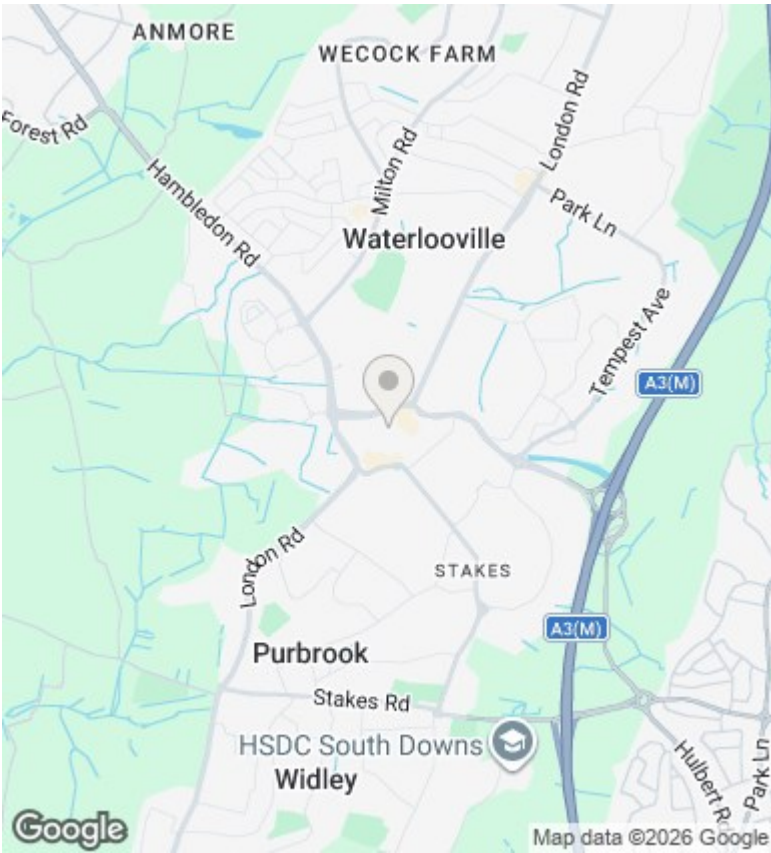 ANMORE
WECOCK FARM
Forest Rd
London Rd
Milton Rd
Hambledon Rd
Park Ln
Waterlooville
Tempest Ave
A3(M)
London Rd
STAKES
A3(M)
Purbrook
Stakes Rd
HSDC South Downs
Widley
Hulbert Rd
Park Ln
Google
Map data ©2026 Google